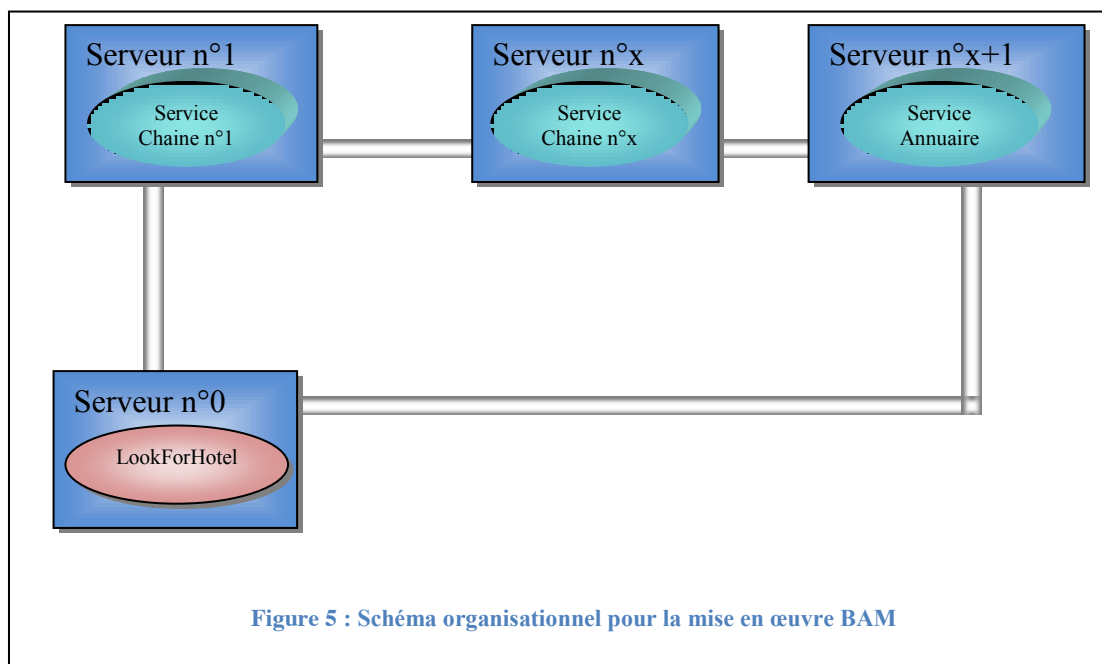 Serveur n°1
Service
Chaine n°1
Serveur n°x
Service
Chaine n°x
Serveur n°x+1
Service
Annuaire
Serveur n°0
LookForHotel
Figure 5 : Schéma organisationnel pour la mise en œuvre BAM